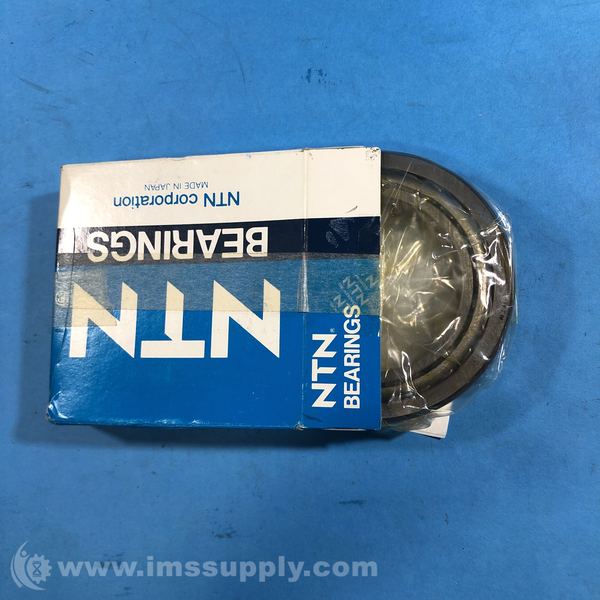 NTN corporation
MADE IN JAPAN
BEARINGS
NTN
NTN
BEARINGS
www.imssupply.com